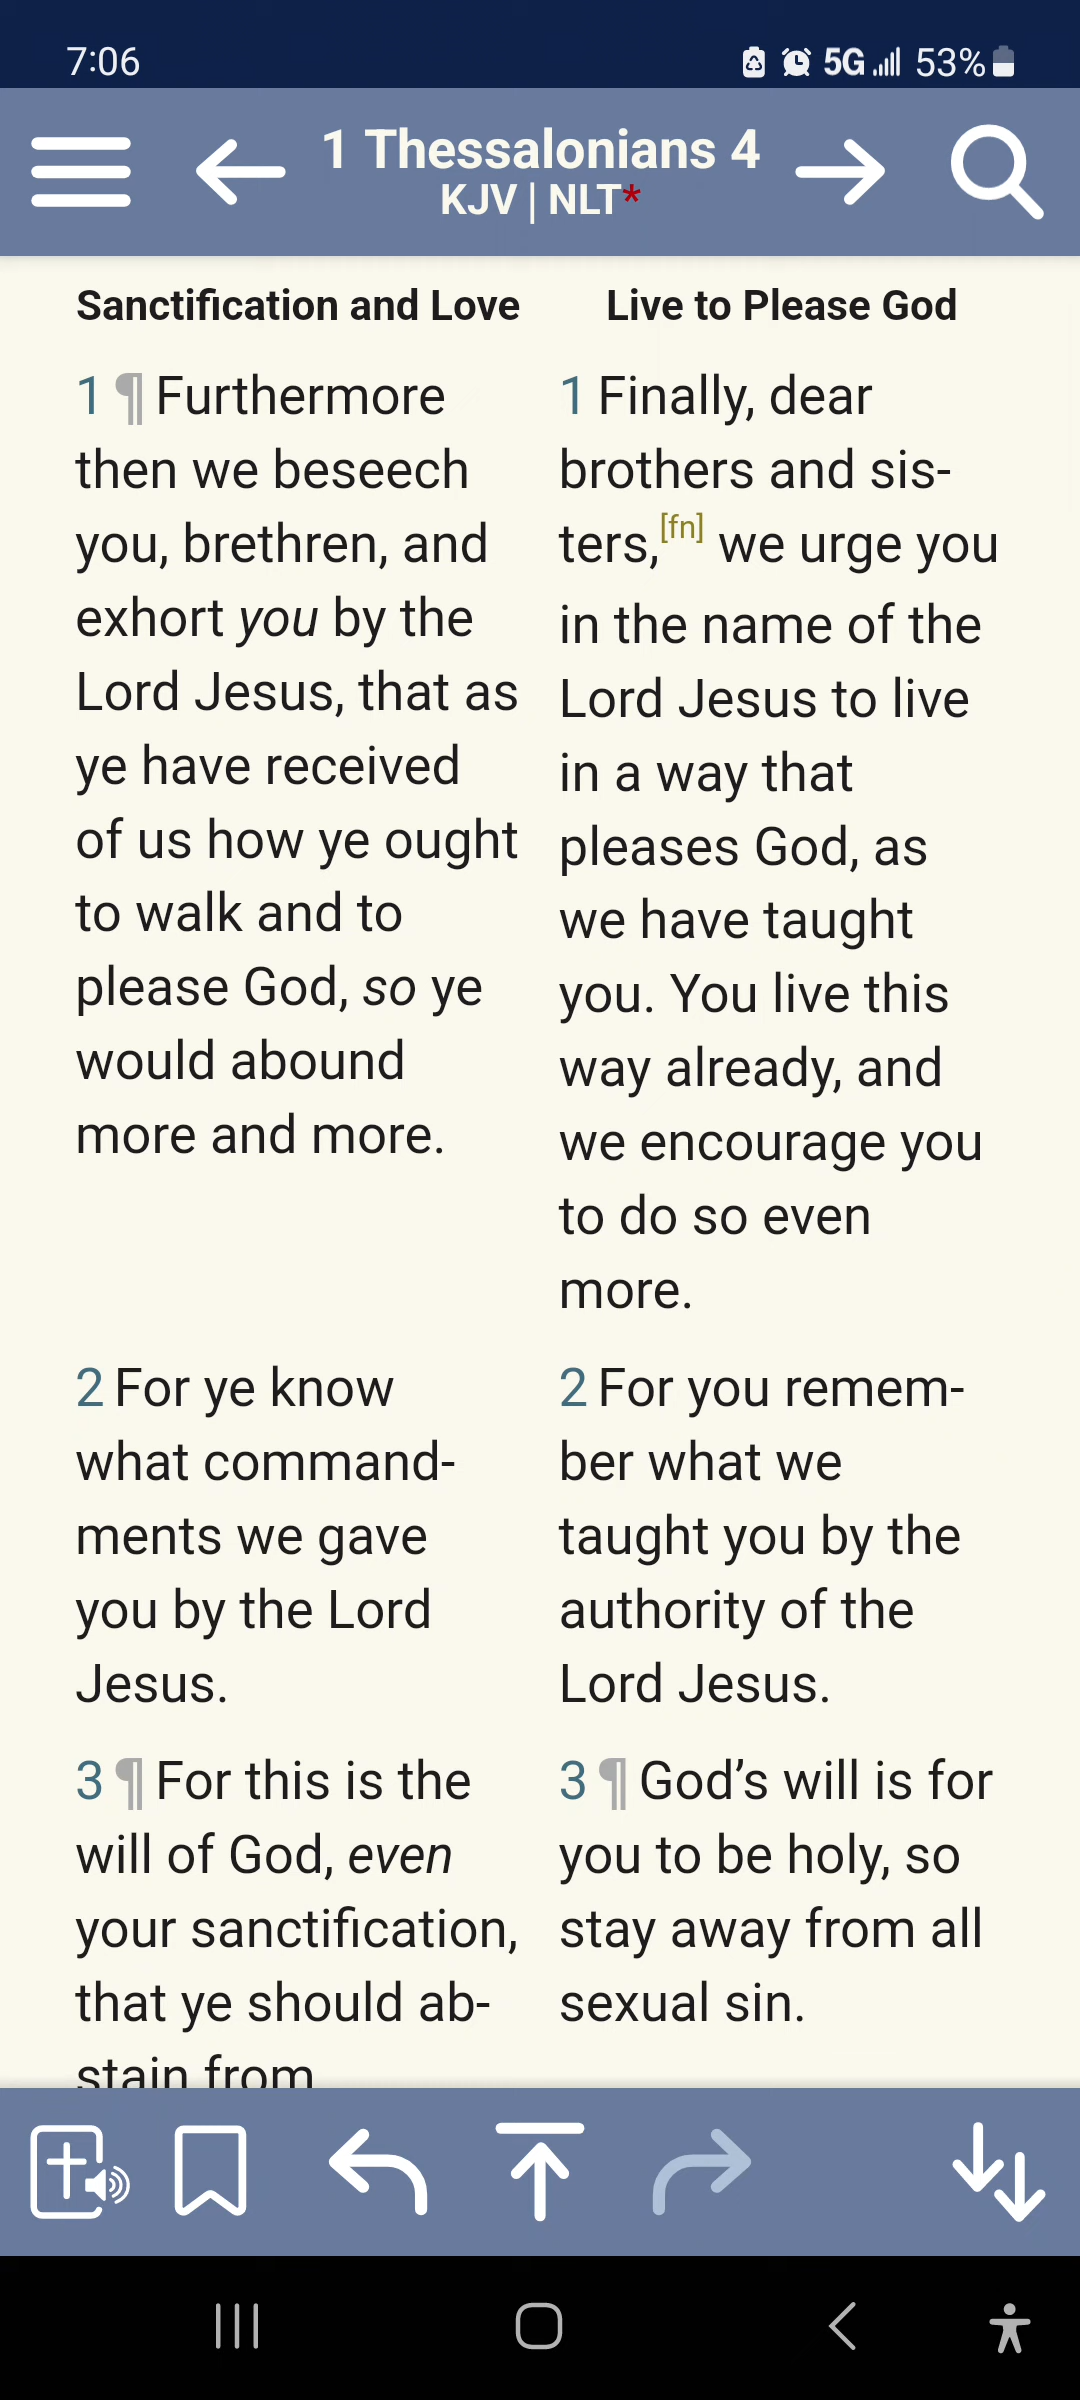 7:06
5G 53%
1 Thessalonians 4
KJV | NLT*
Sanctification and Love
1 ¶ Furthermore
then we beseech
you, brethren, and
exhort you by the
Lord Jesus, that as
ye have received
of us how ye ought
to walk and to
please God, so ye
would abound
more and more.
2 For ye know
what command-
ments we gave
you by the Lord
Jesus.
3 ¶ For this is the
will of God, even
your sanctification,
that ye should ab-
stain from
Live to Please God
1 Finally, dear
brothers and sis-
ters,[fn] we urge you
in the name of the
Lord Jesus to live
in a way that
pleases God, as
we have taught
you. You live this
way already, and
we encourage you
to do so even
more.
2 For you remem-
ber what we
taught you by the
authority of the
Lord Jesus.
3 ¶ God’s will is for
you to be holy, so
stay away from all
sexual sin.